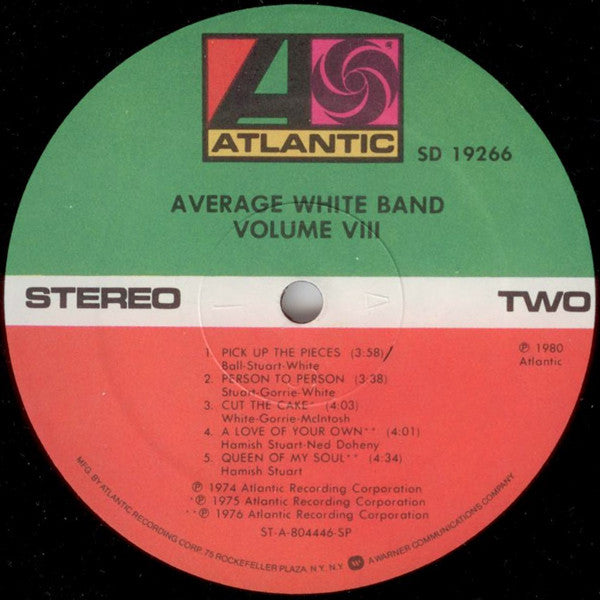 ATLANTIC
SD 19266
AVERAGE WHITE BAND
VOLUME VIII
STEREO
TWO
℗ 1980
Atlantic
1. PICK UP THE PIECES (3:58)
Ball-Stuart-White
2. PERSON TO PERSON (3:38)
Stuart-Gorrie-White
3. CUT THE CAKE* (4:03)
White-Gorrie-McIntosh
4. A LOVE OF YOUR OWN** (4:01)
Hamish Stuart-Ned Doheny
5. QUEEN OF MY SOUL** (4:34)
Hamish Stuart
℗ 1974 Atlantic Recording Corporation
*℗ 1975 Atlantic Recording Corporation
**℗ 1976 Atlantic Recording Corporation
ST-A-804446-SP
MFG. BY ATLANTIC RECORDING CORP. 75 ROCKEFELLER PLAZA, N.Y. N.Y. A WARNER COMMUNICATIONS COMPANY